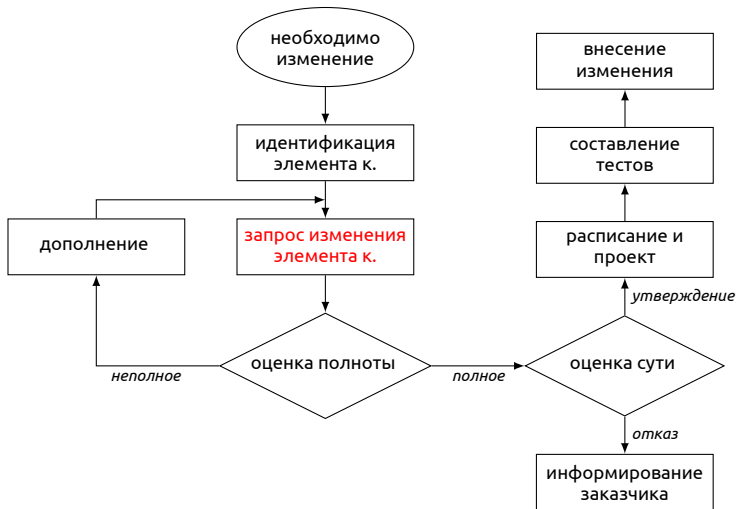 необходимо
изменение
идентификация
элемента к.
дополнение
запрос изменения
элемента к.
оценка полноты
неполное
полное
внесение
изменения
составление
тестов
расписание и
проект
утверждение
оценка сути
отказ
информирование
заказчика